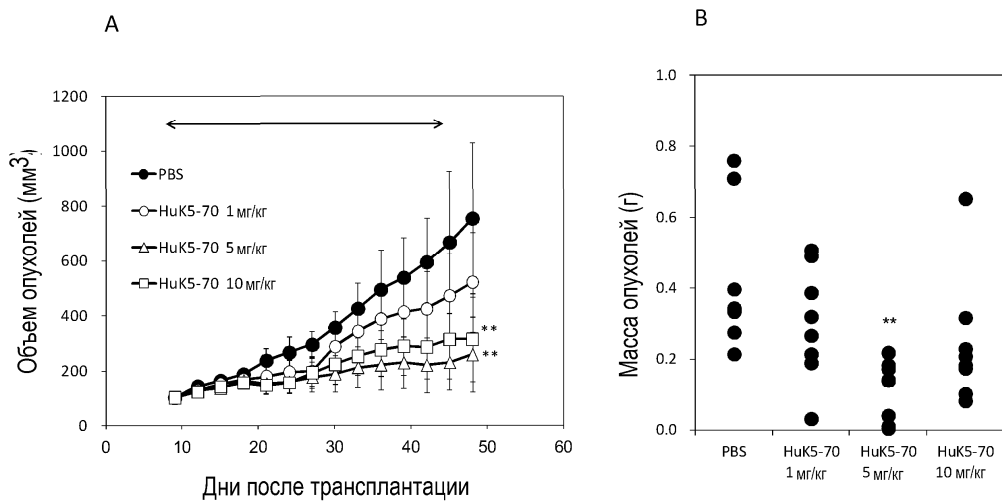 A
Объем опухолей (мм3)
1200
1000
800
600
400
200
0
0
10
20
30
40
50
60
PBS
HuK5-70 1 мг/кг
HuK5-70 5 мг/кг
HuK5-70 10 мг/кг
**
**
Дни после трансплантации
B
Масса опухолей (г)
1.0
0.8
0.6
0.4
0.2
0.0
**
PBS
HuK5-70
1 мг/кг
HuK5-70
5 мг/кг
HuK5-70
10 мг/кг